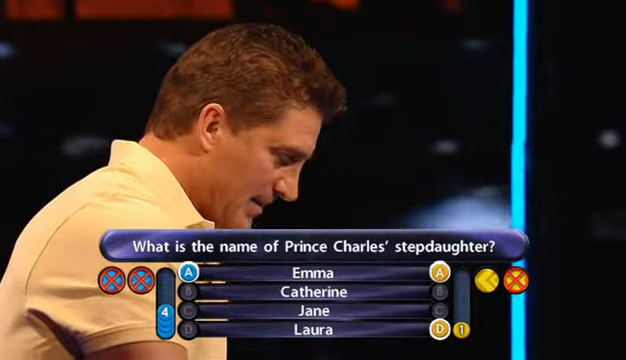 What is the name of Prince Charles' stepdaughter?
A Emma A
B Catherine B
C Jane C
D Laura D
4
1